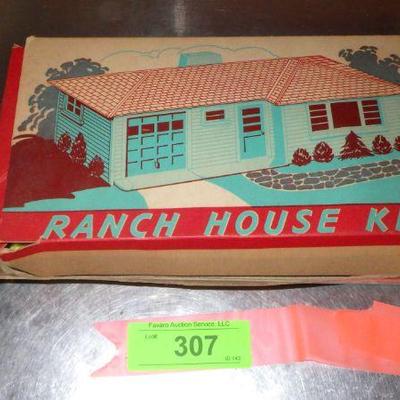 RANCH HOUSE KI
Favaro Auction Service, LLC
Lot#
307
ID:143